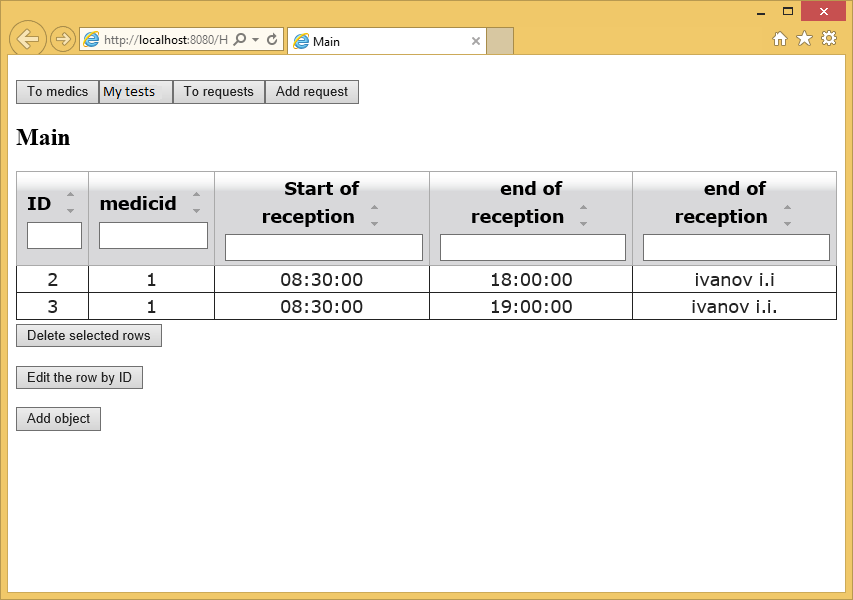 http://localhost:8080/H
Main
To medics My tests To requests Add request
Main
ID medicid Start of reception end of reception end of reception
2 1 08:30:00 18:00:00 ivanov i.i
3 1 08:30:00 19:00:00 ivanov i.i.
Delete selected rows
Edit the row by ID
Add object